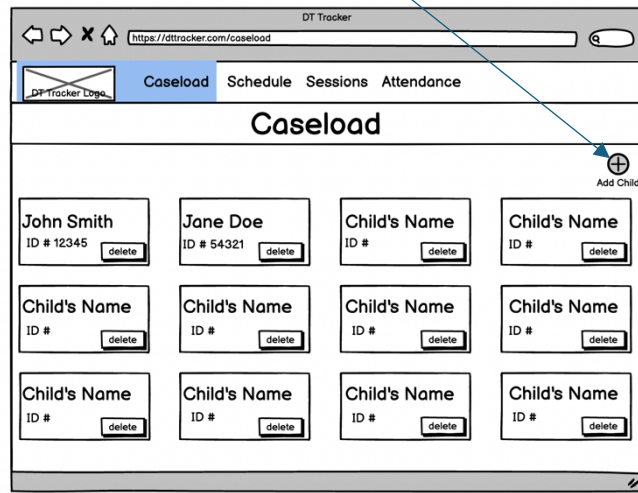 DT Tracker
https://dttracker.com/caseload
DT Tracker Logo Caseload Schedule Sessions Attendance
Caseload
Add Child
John Smith Jane Doe Child's Name Child's Name
ID # 12345 delete ID # 54321 delete ID # delete ID # delete
Child's Name Child's Name Child's Name Child's Name
ID # delete ID # delete ID # delete ID # delete
Child's Name Child's Name Child's Name Child's Name
ID # delete ID # delete ID # delete ID # delete